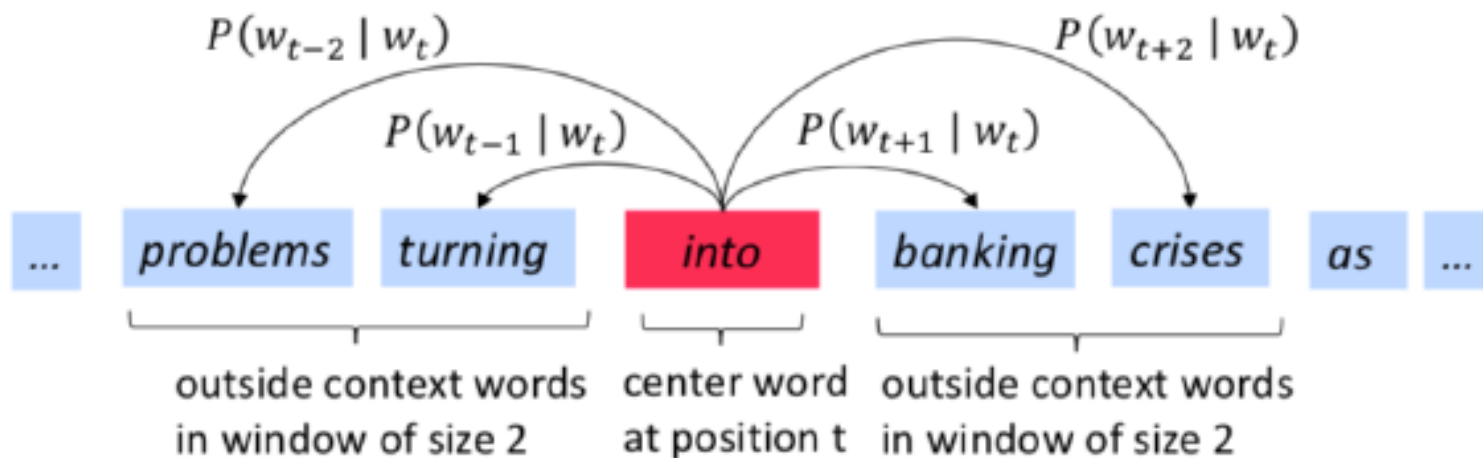 P(w_{t−2} | w_t) P(w_{t+2} | w_t)
P(w_{t−1} | w_t) P(w_{t+1} | w_t)
... problems turning into banking crises as ...
outside context words center word outside context words
in window of size 2 at position t in window of size 2